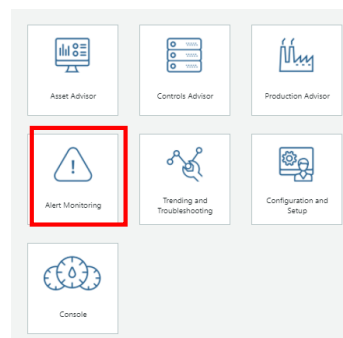 Asset Advisor
Controls Advisor
Production Advisor
Alert Monitoring
Trending and
Troubleshooting
Configuration and
Setup
Console